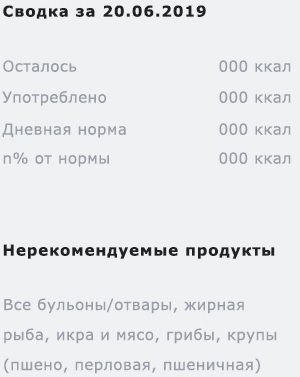 Сводка за 20.06.2019
Осталось 000 ккал
Употреблено 000 ккал
Дневная норма 000 ккал
n% от нормы 000 ккал
Нерекомендуемые продукты
Все бульоны/отвары, жирная
рыба, икра и мясо, грибы, крупы
(пшено, перловая, пшеничная)